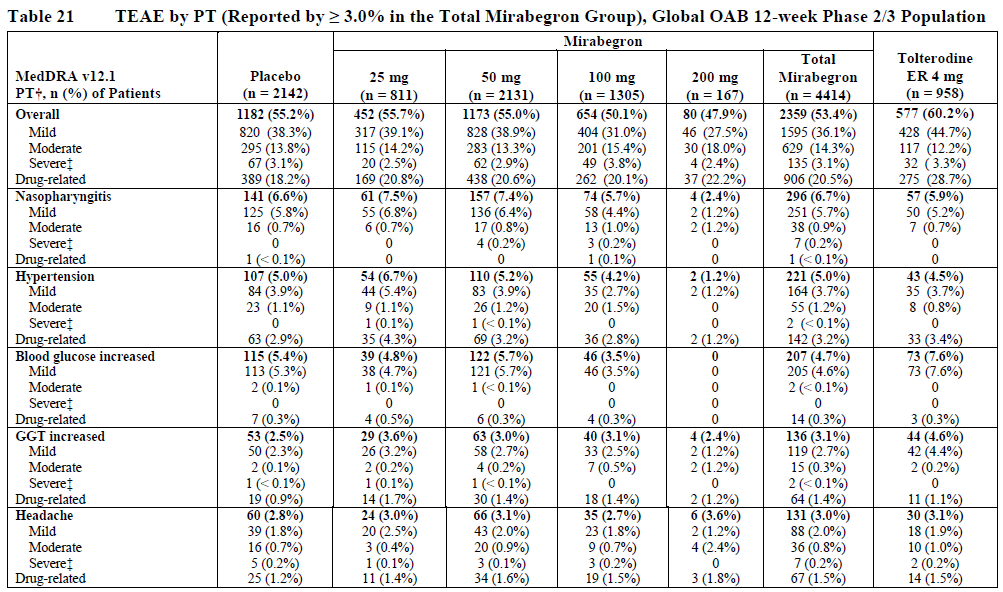 Table 21 TEAE by PT (Reported by ≥ 3.0% in the Total Mirabegron Group), Global OAB 12-week Phase 2/3 Population
Mirabegron
MedDRA v12.1 PT†, n (%) of Patients Placebo (n = 2142) 25 mg (n = 811) 50 mg (n = 2131) 100 mg (n = 1305) 200 mg (n = 167) Total Mirabegron (n = 4414) Tolterodine ER 4 mg (n = 958)
Overall 1182 (55.2%) 452 (55.7%) 1173 (55.0%) 654 (50.1%) 80 (47.9%) 2359 (53.4%) 577 (60.2%)
Mild 820 (38.3%) 317 (39.1%) 828 (38.9%) 404 (31.0%) 46 (27.5%) 1595 (36.1%) 428 (44.7%)
Moderate 295 (13.8%) 115 (14.2%) 283 (13.3%) 201 (15.4%) 30 (18.0%) 629 (14.3%) 117 (12.2%)
Severe‡ 67 (3.1%) 20 (2.5%) 62 (2.9%) 49 (3.8%) 4 (2.4%) 135 (3.1%) 32 ( 3.3%)
Drug-related 389 (18.2%) 169 (20.8%) 438 (20.6%) 262 (20.1%) 37 (22.2%) 906 (20.5%) 275 (28.7%)
Nasopharyngitis 141 (6.6%) 61 (7.5%) 157 (7.4%) 74 (5.7%) 4 (2.4%) 296 (6.7%) 57 (5.9%)
Mild 125 (5.8%) 55 (6.8%) 136 (6.4%) 58 (4.4%) 2 (1.2%) 251 (5.7%) 50 (5.2%)
Moderate 16 (0.7%) 6 (0.7%) 17 (0.8%) 13 (1.0%) 2 (1.2%) 38 (0.9%) 7 (0.7%)
Severe‡ 0 0 4 (0.2%) 3 (0.2%) 0 7 (0.2%) 0
Drug-related 1 (< 0.1%) 0 0 1 (0.1%) 0 1 (< 0.1%) 0
Hypertension 107 (5.0%) 54 (6.7%) 110 (5.2%) 55 (4.2%) 2 (1.2%) 221 (5.0%) 43 (4.5%)
Mild 84 (3.9%) 44 (5.4%) 83 (3.9%) 35 (2.7%) 2 (1.2%) 164 (3.7%) 35 (3.7%)
Moderate 23 (1.1%) 9 (1.1%) 26 (1.2%) 20 (1.5%) 0 55 (1.2%) 8 (0.8%)
Severe‡ 0 1 (0.1%) 1 (< 0.1%) 0 0 2 (< 0.1%) 0
Drug-related 63 (2.9%) 35 (4.3%) 69 (3.2%) 36 (2.8%) 2 (1.2%) 142 (3.2%) 33 (3.4%)
Blood glucose increased 115 (5.4%) 39 (4.8%) 122 (5.7%) 46 (3.5%) 0 207 (4.7%) 73 (7.6%)
Mild 113 (5.3%) 38 (4.7%) 121 (5.7%) 46 (3.5%) 0 205 (4.6%) 73 (7.6%)
Moderate 2 (0.1%) 1 (0.1%) 1 (< 0.1%) 0 0 2 (< 0.1%) 0
Severe‡ 0 0 0 0 0 0 0
Drug-related 7 (0.3%) 4 (0.5%) 6 (0.3%) 4 (0.3%) 0 14 (0.3%) 3 (0.3%)
GGT increased 53 (2.5%) 29 (3.6%) 63 (3.0%) 40 (3.1%) 4 (2.4%) 136 (3.1%) 44 (4.6%)
Mild 50 (2.3%) 26 (3.2%) 58 (2.7%) 33 (2.5%) 2 (1.2%) 119 (2.7%) 42 (4.4%)
Moderate 2 (0.1%) 2 (0.2%) 4 (0.2%) 7 (0.5%) 2 (1.2%) 15 (0.3%) 2 (0.2%)
Severe‡ 1 (< 0.1%) 1 (0.1%) 1 (< 0.1%) 0 0 2 (< 0.1%) 0
Drug-related 19 (0.9%) 14 (1.7%) 30 (1.4%) 18 (1.4%) 2 (1.2%) 64 (1.4%) 11 (1.1%)
Headache 60 (2.8%) 24 (3.0%) 66 (3.1%) 35 (2.7%) 6 (3.6%) 131 (3.0%) 30 (3.1%)
Mild 39 (1.8%) 20 (2.5%) 43 (2.0%) 23 (1.8%) 2 (1.2%) 88 (2.0%) 18 (1.9%)
Moderate 16 (0.7%) 3 (0.4%) 20 (0.9%) 9 (0.7%) 4 (2.4%) 36 (0.8%) 10 (1.0%)
Severe‡ 5 (0.2%) 1 (0.1%) 3 (0.1%) 3 (0.2%) 0 7 (0.2%) 2 (0.2%)
Drug-related 25 (1.2%) 11 (1.4%) 34 (1.6%) 19 (1.5%) 3 (1.8%) 67 (1.5%) 14 (1.5%)